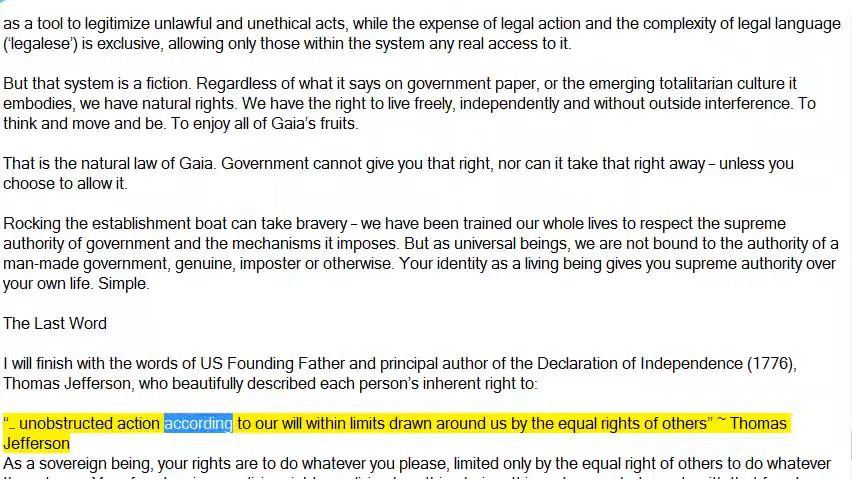 as a tool to legitimize unlawful and unethical acts, while the expense of legal action and the complexity of legal language
(‘legalese’) is exclusive, allowing only those within the system any real access to it.
But that system is a fiction. Regardless of what it says on government paper, or the emerging totalitarian culture it
embodies, we have natural rights. We have the right to live freely, independently and without outside interference. To
think and move and be. To enjoy all of Gaia’s fruits.
That is the natural law of Gaia. Government cannot give you that right, nor can it take that right away – unless you
choose to allow it.
Rocking the establishment boat can take bravery – we have been trained our whole lives to respect the supreme
authority of government and the mechanisms it imposes. But as universal beings, we are not bound to the authority of a
man-made government, genuine, imposter or otherwise. Your identity as a living being gives you supreme authority over
your own life. Simple.
The Last Word
I will finish with the words of US Founding Father and principal author of the Declaration of Independence (1776),
Thomas Jefferson, who beautifully described each person’s inherent right to:
“… unobstructed action according to our will within limits drawn around us by the equal rights of others” ~ Thomas
Jefferson
As a sovereign being, your rights are to do whatever you please, limited only by the equal right of others to do whatever